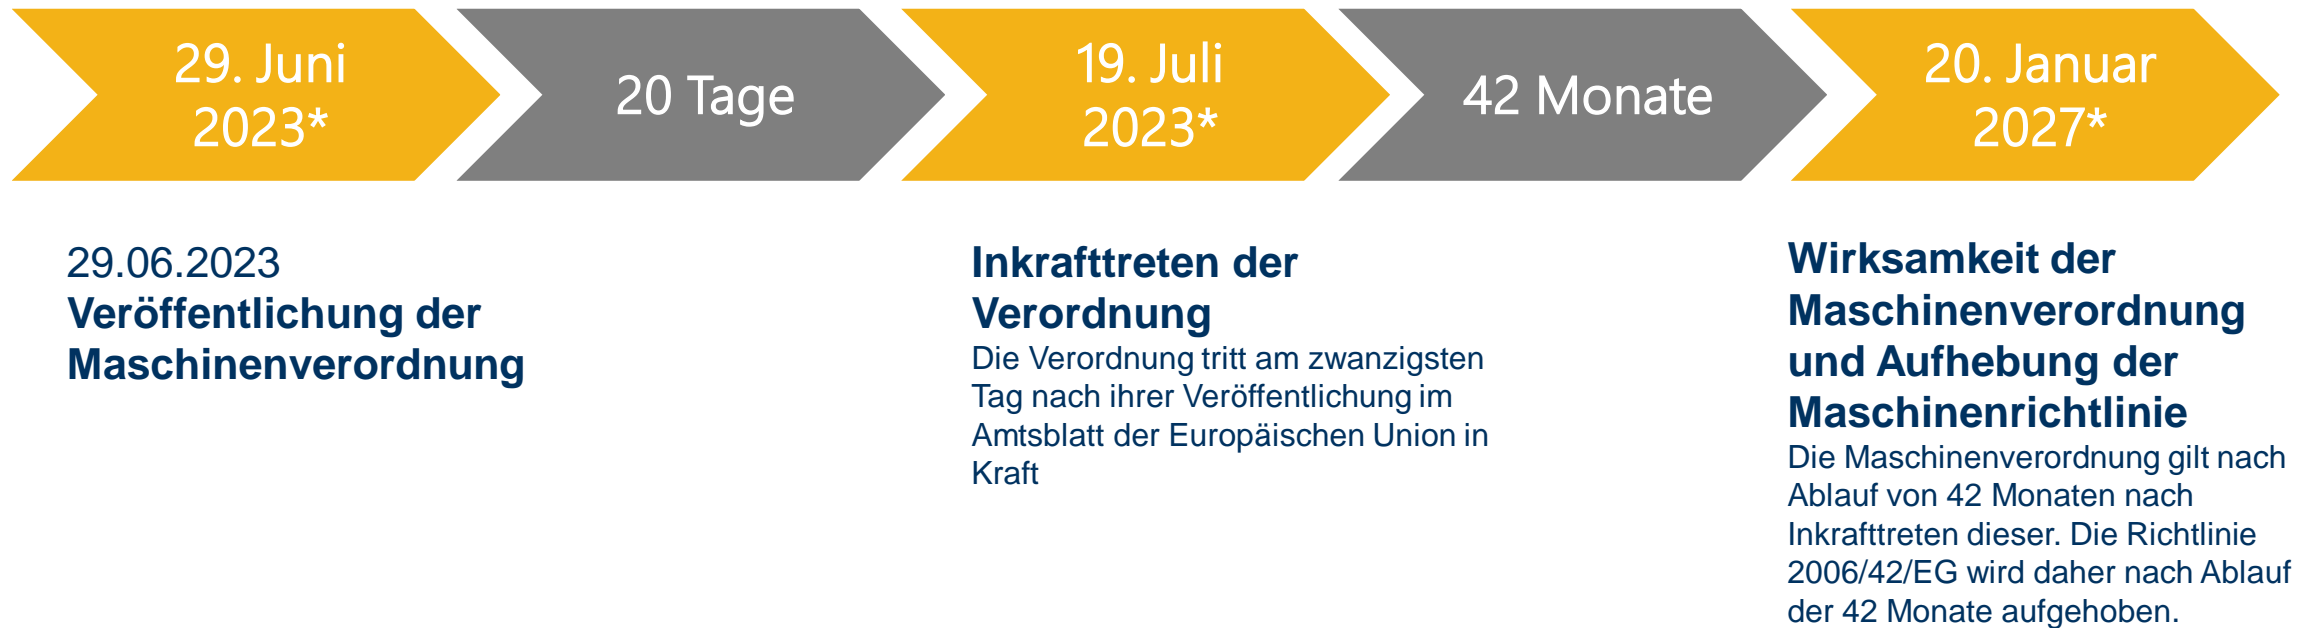 29. Juni
2023*
20 Tage
19. Juli
2023*
42 Monate
20. Januar
2027*
29.06.2023
Veröffentlichung der
Maschinenverordnung
Inkrafttreten der
Verordnung
Die Verordnung tritt am zwanzigsten
Tag nach ihrer Veröffentlichung im
Amtsblatt der Europäischen Union in
Kraft
Wirksamkeit der
Maschinenverordnung
und Aufhebung der
Maschinenrichtlinie
Die Maschinenverordnung gilt nach
Ablauf von 42 Monaten nach
Inkrafttreten dieser. Die Richtlinie
2006/42/EG wird daher nach Ablauf
der 42 Monate aufgehoben.